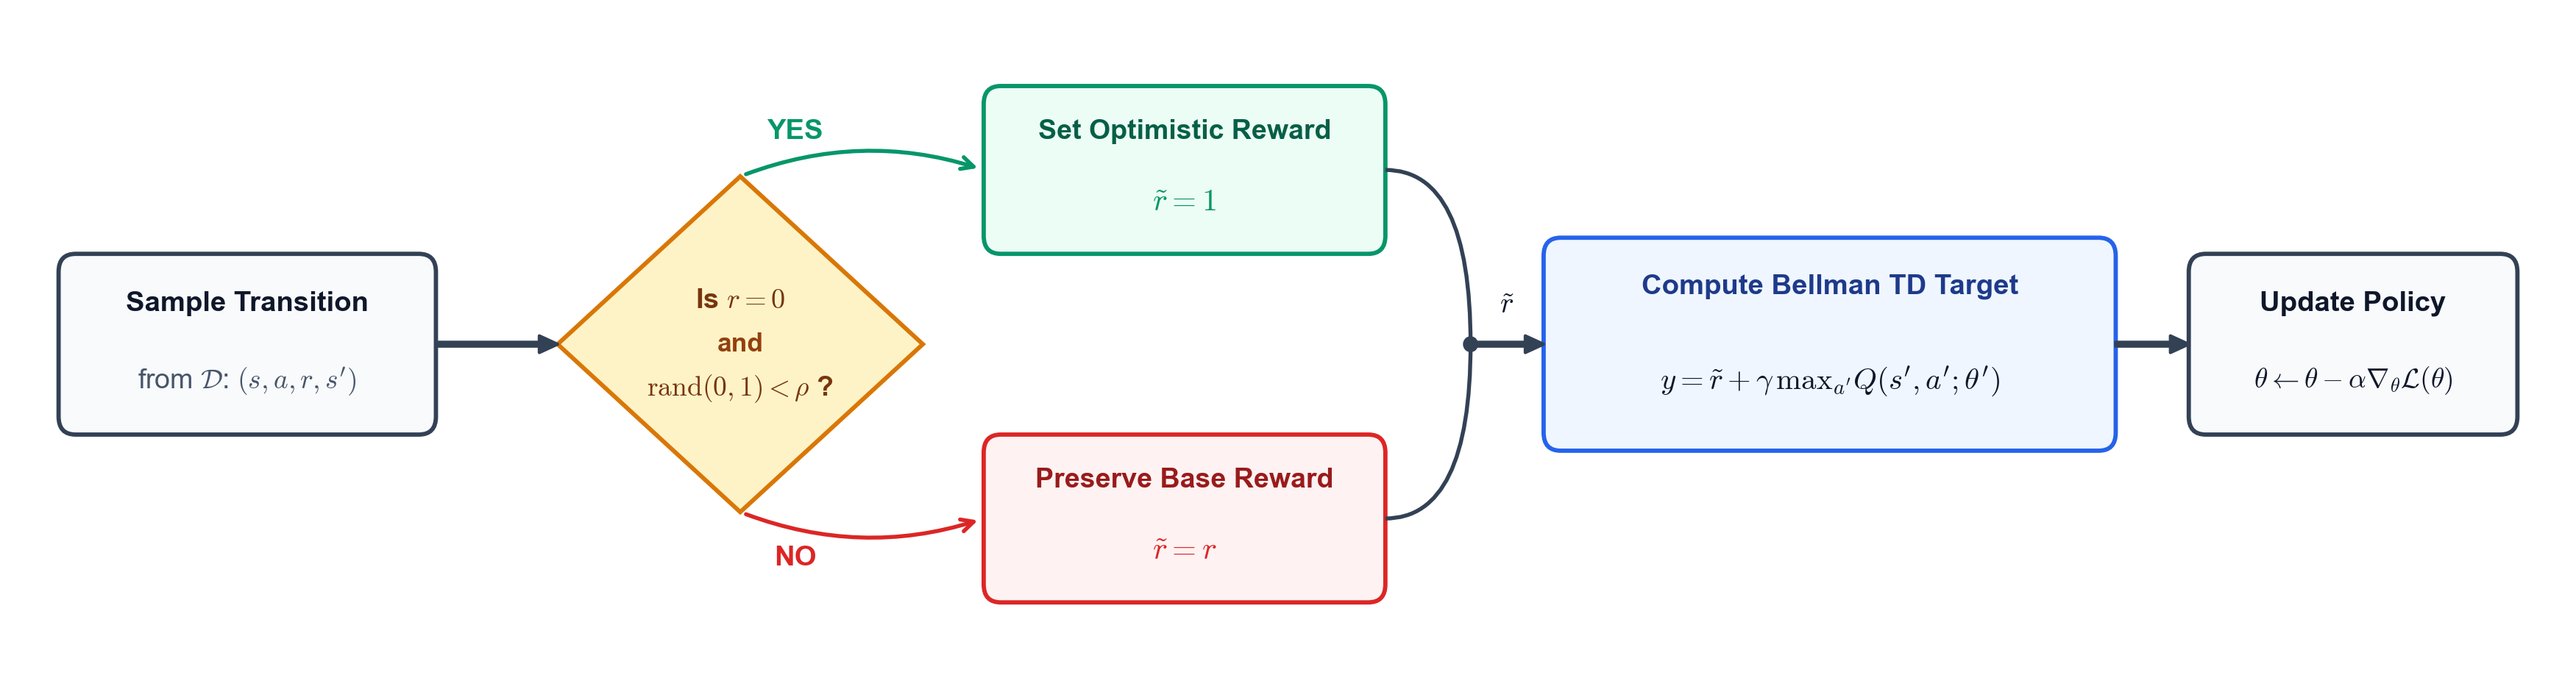 Sample Transition
from 𝒟: (s, a, r, s′)
Is r = 0
and
rand(0, 1) < ρ ?
YES
NO
Set Optimistic Reward
r̃ = 1
Preserve Base Reward
r̃ = r
r̃
Compute Bellman TD Target
y = r̃ + γ maxₐ′ Q(s′, a′; θ′)
Update Policy
θ ← θ − α∇_θ ℒ(θ)